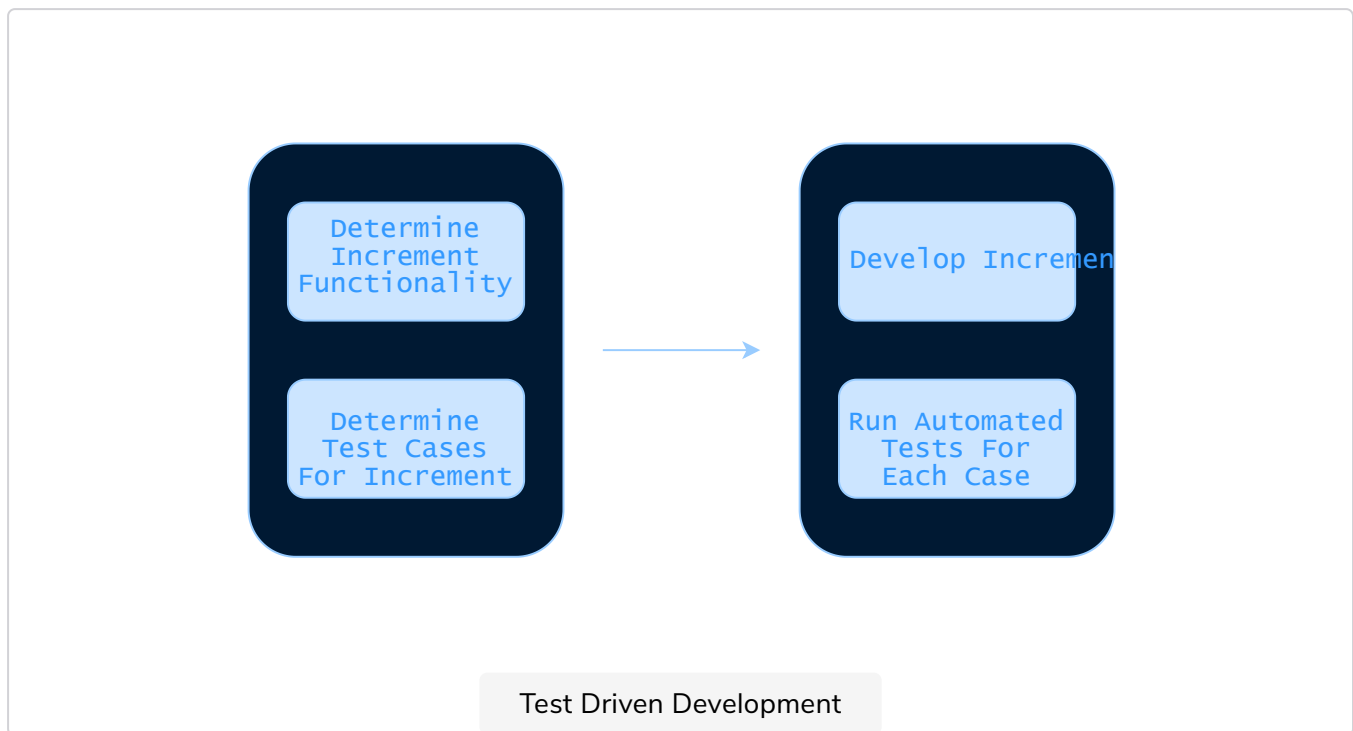 Determine
Increment
Functionality
Determine
Test Cases
For Increment
Develop Incremen
Run Automated
Tests For
Each Case
Test Driven Development